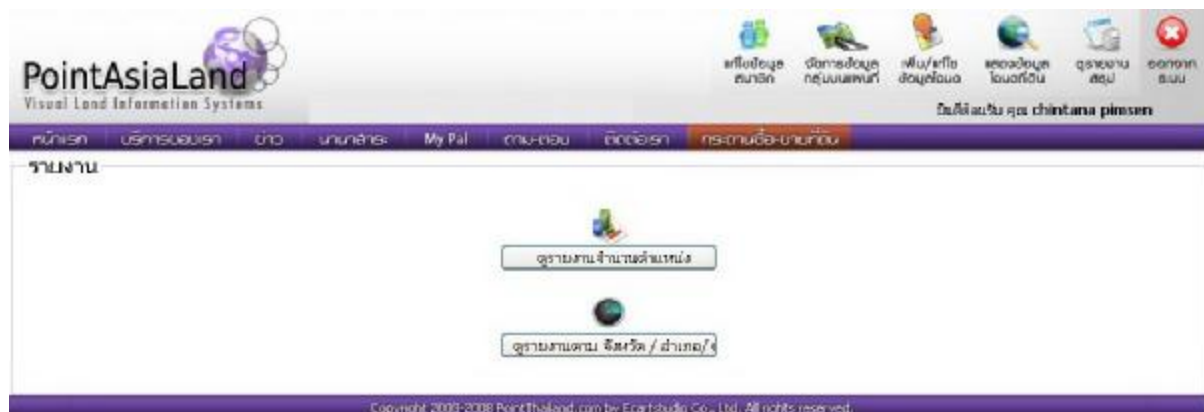 PointAsiaLand
Visual Land Information Systems
แก้ไขข้อมูล
สมาชิก
จัดการข้อมูล
กลุ่มบนแผนที่
เพิ่ม/แก้ไข
ข้อมูลโฉนด
แสดงข้อมูล
โฉนดที่ดิน
ดูรายงาน
สรุป
ออกจาก
ระบบ
ยินดีต้อนรับ คุณ chintana pimsen
หน้าแรก บริการของเรา ข่าว นานาสาระ My Pal ถาม-ตอบ ติดต่อเรา กระดานซื้อ-ขายที่ดิน
รายงาน
ดูรายงานจำนวนตำแหน่ง
ดูรายงานตาม จังหวัด / อำเภอ/
Copyright 2003-2008 PointThailand.com by Ecartstudio Co., Ltd. All rights reserved.